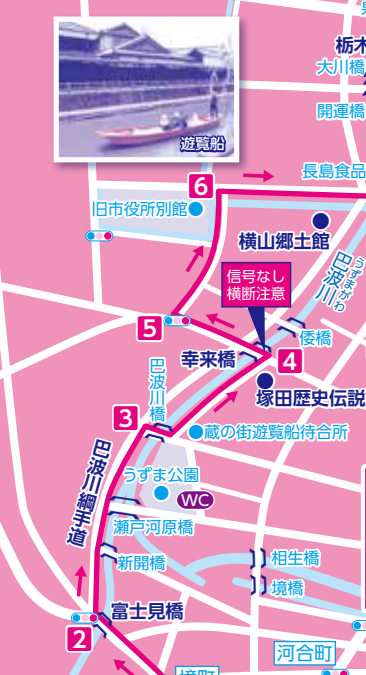 栃木
大川橋
開運橋
遊覧船
長島食品
6
旧市役所別館
横山郷土館
うずまがわ
巴波川
信号なし
横断注意
5
倭橋
幸来橋
4
巴波川橋
塚田歴史伝説
3
蔵の街遊覧船待合所
うずま公園
WC
巴波川綱手道
瀬戸河原橋
新開橋
相生橋
境橋
富士見橋
2
河合町
境町